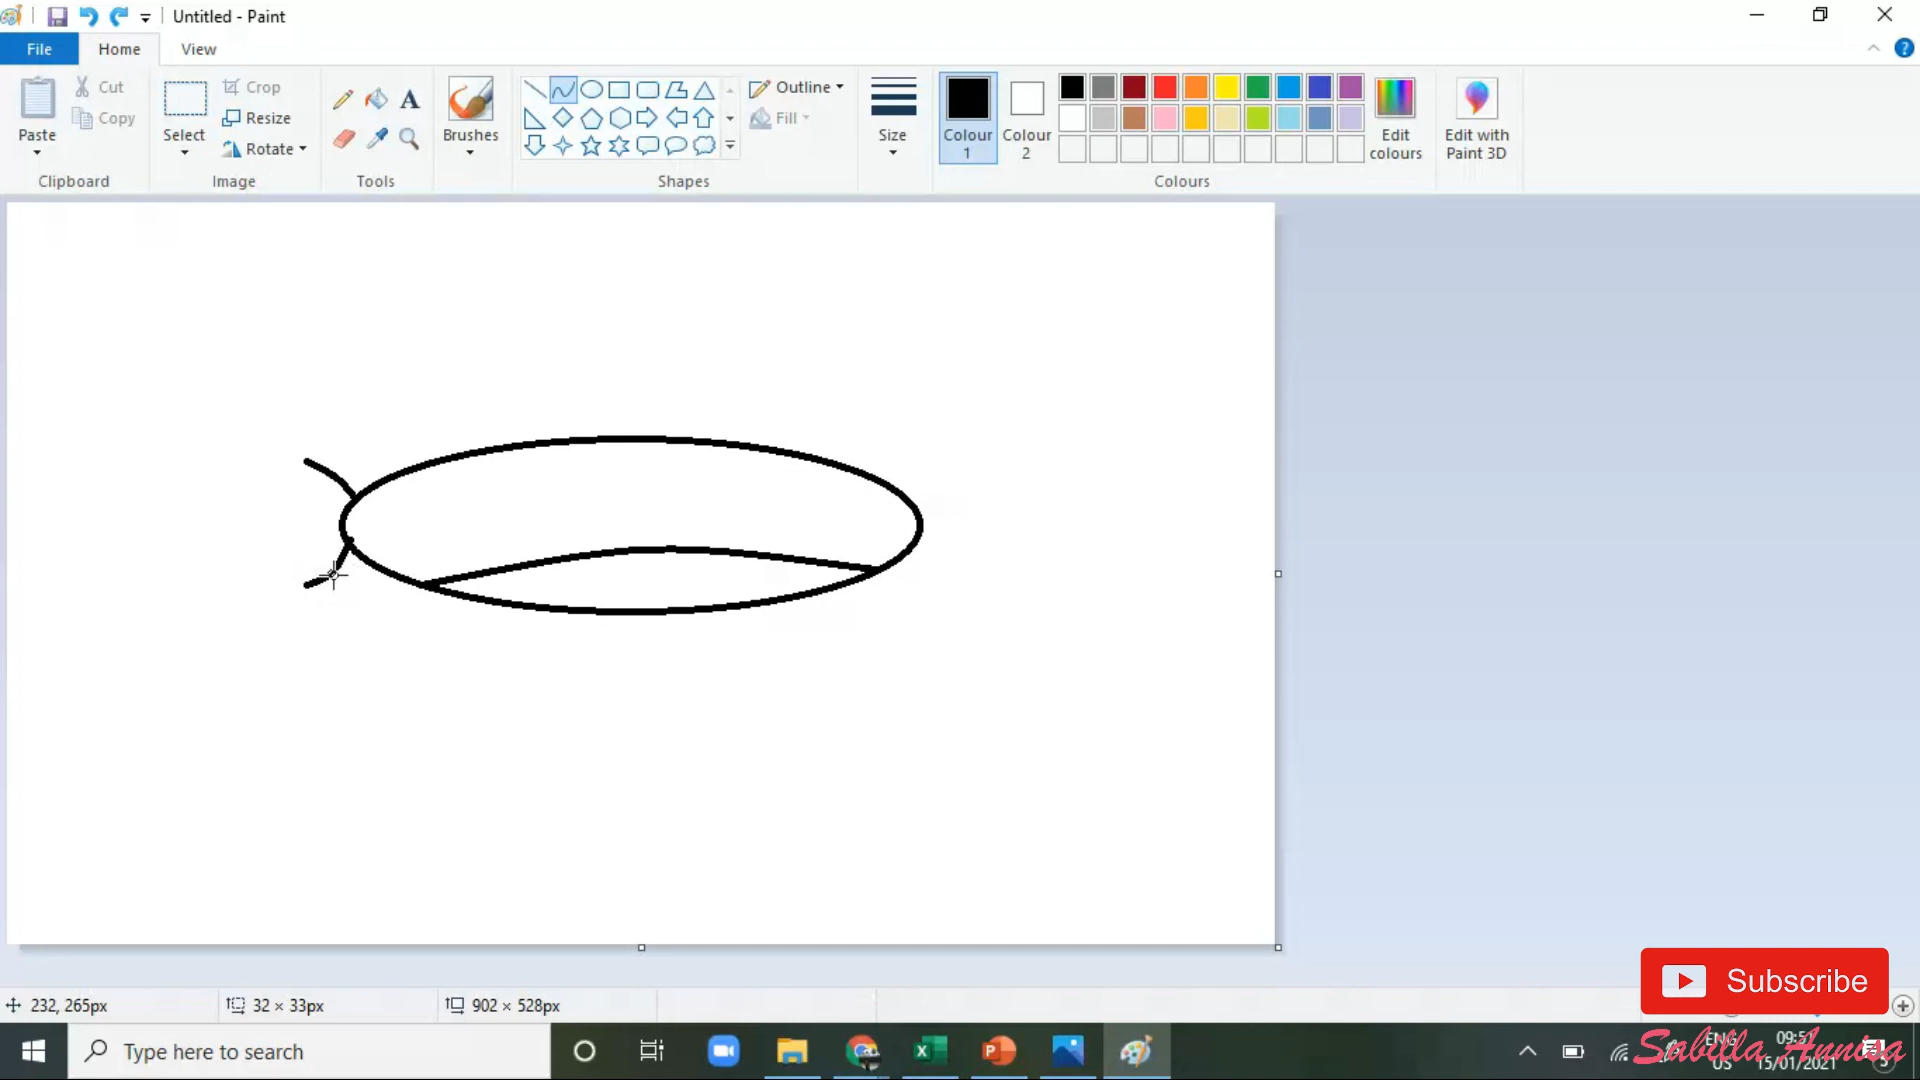 Untitled - Paint
File Home View
Paste
Cut
Copy
Clipboard
Select
Crop
Resize
Rotate
Image
Tools
Brushes
Shapes
Outline
Fill
Size
Colour 1
Colour 2
Edit colours
Edit with Paint 3D
Colours
232, 265px
32 × 33px
902 × 528px
Subscribe
Type here to search
ENG
US
15/01/2021
Sabilla Annisa